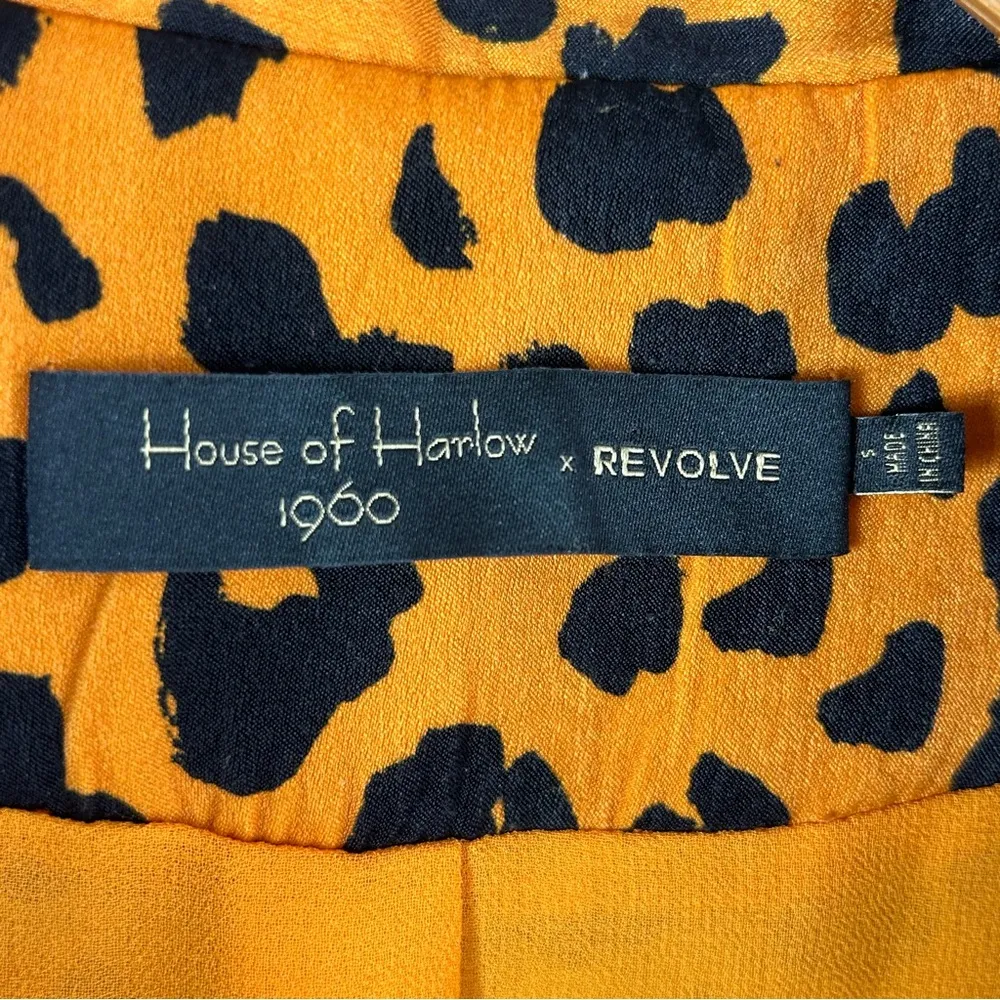 House of Harlow x REVOLVE
1960
S
MADE
IN CHINA